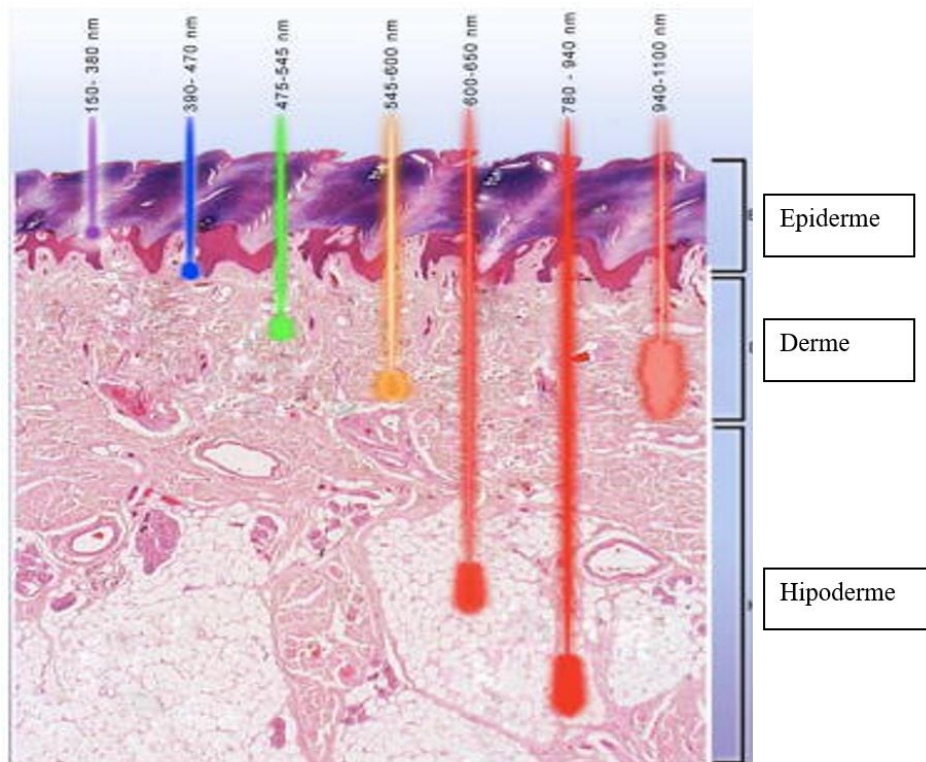 150- 380 nm
390- 470 nm
475-545 nm
545-600 nm
600-650 nm
780 - 940 nm
940-1100 nm
Epiderme
Derme
Hipoderme